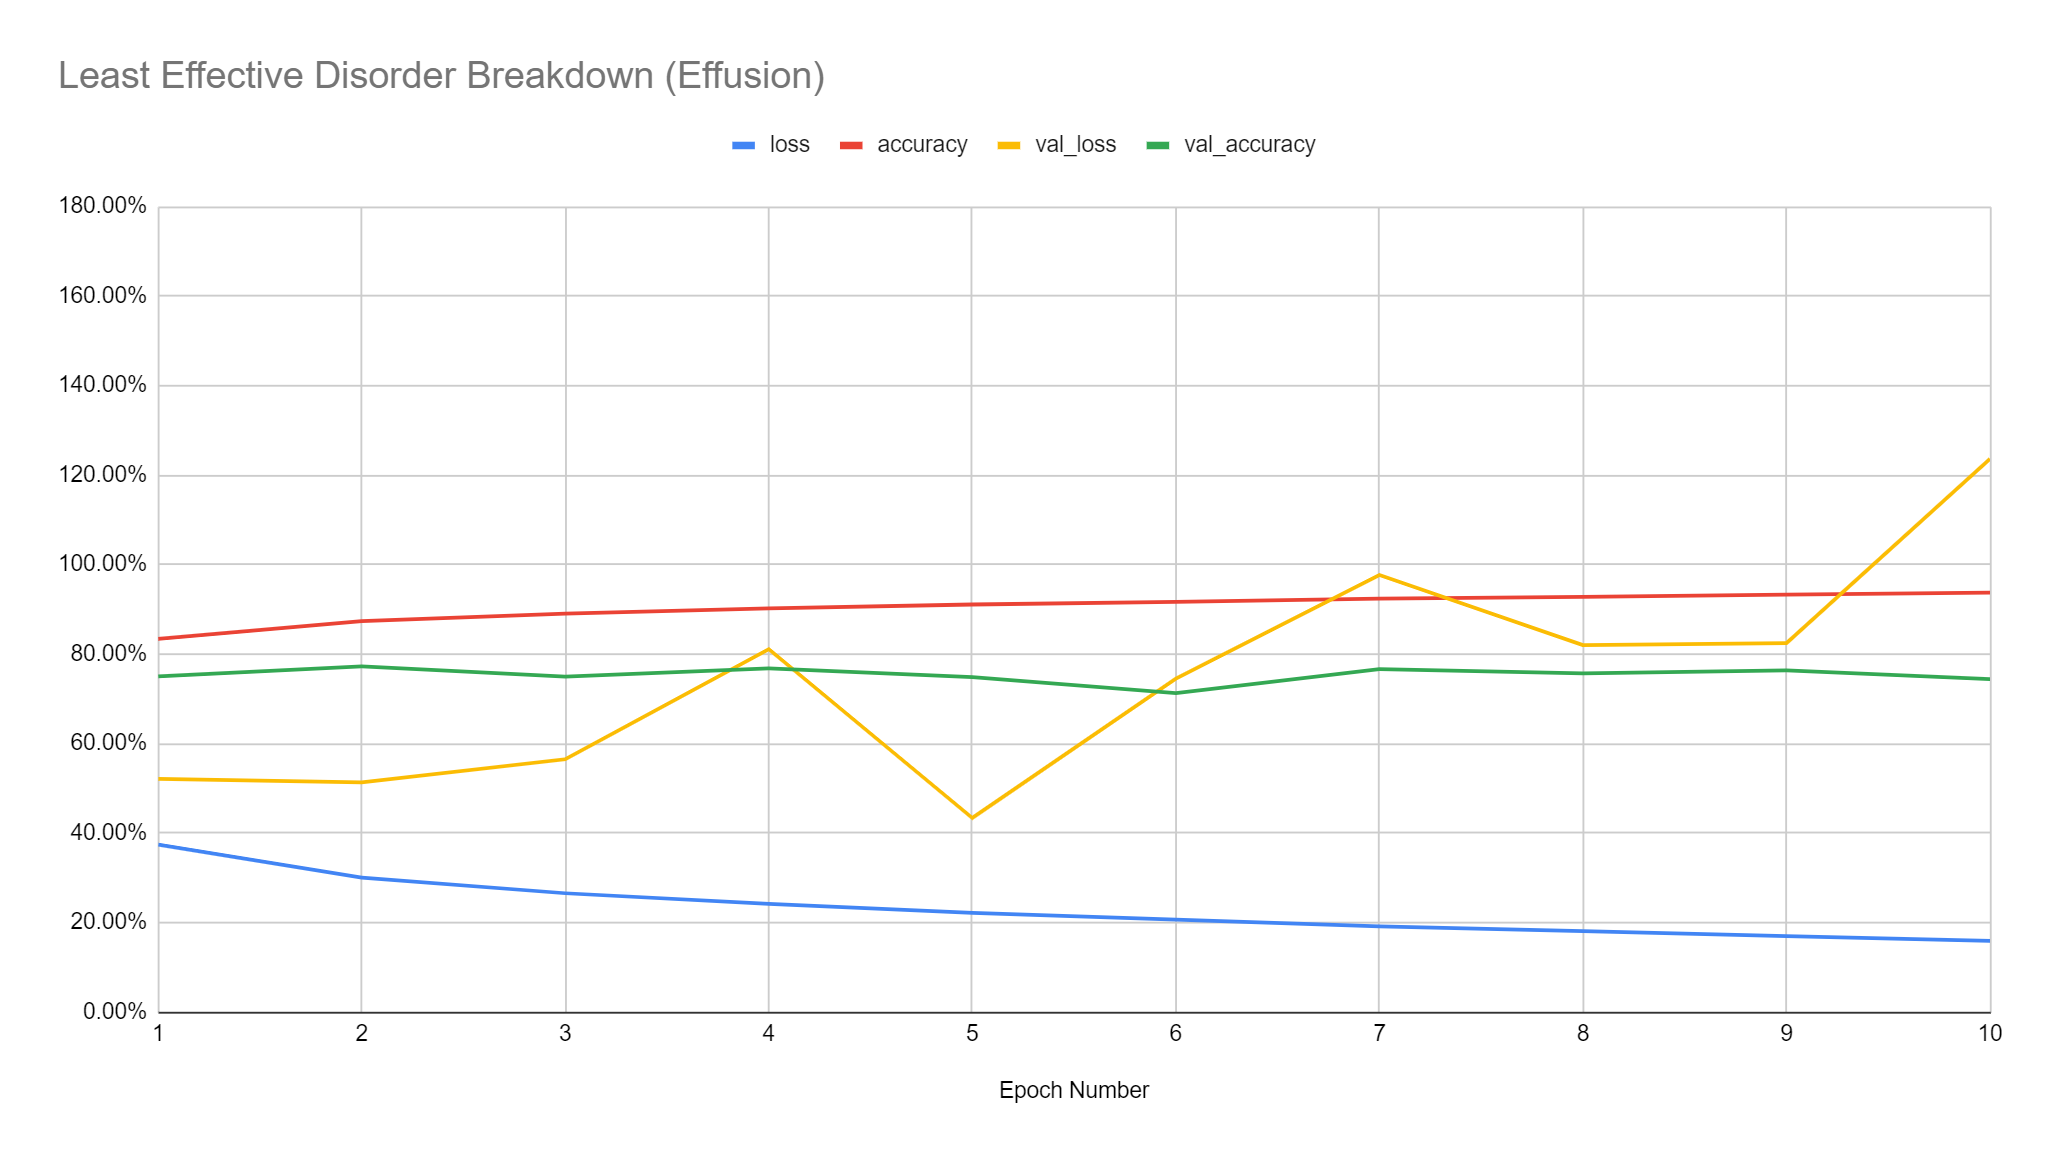 Least Effective Disorder Breakdown (Effusion)
loss accuracy val_loss val_accuracy
180.00%
160.00%
140.00%
120.00%
100.00%
80.00%
60.00%
40.00%
20.00%
0.00%
1 2 3 4 5 6 7 8 9 10
Epoch Number